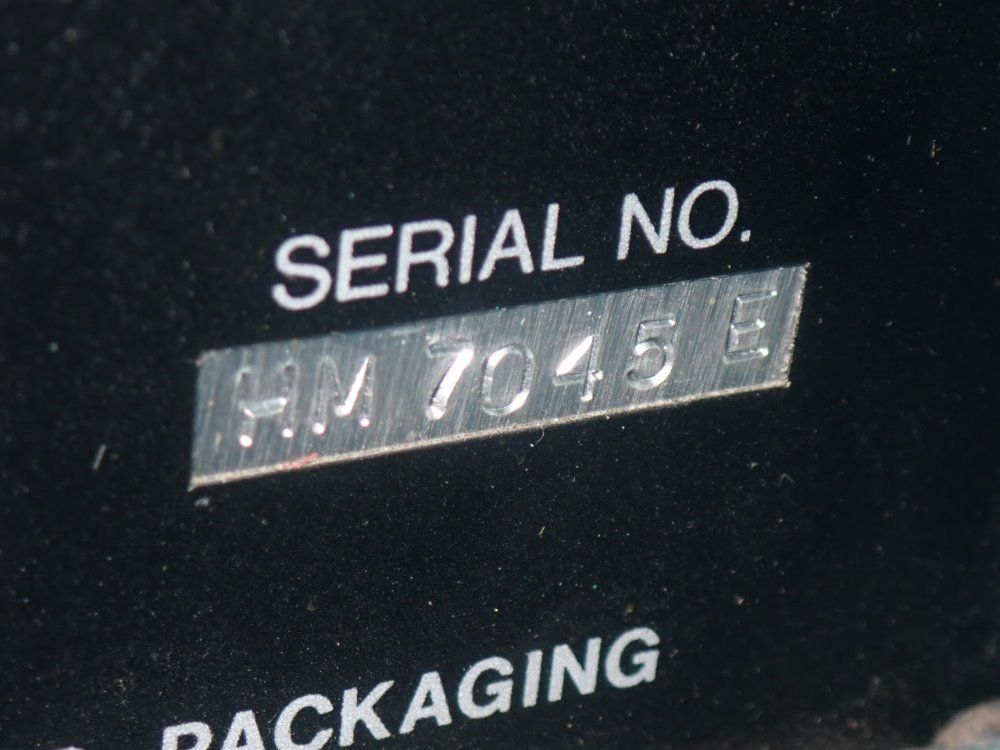 SERIAL NO.
HM 7045 E
PACKAGING